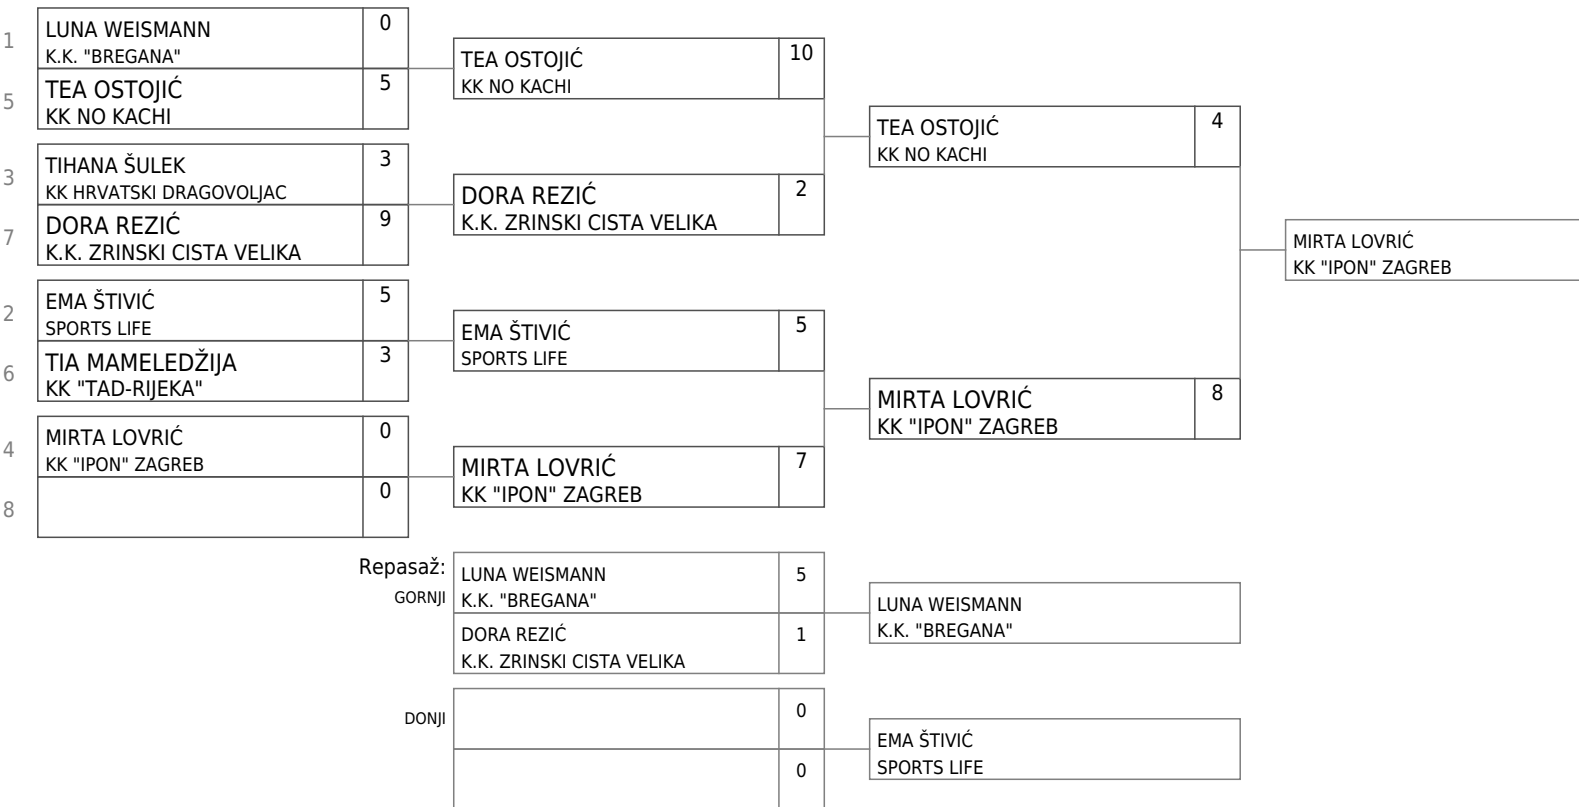 1
LUNA WEISMANN
K.K. "BREGANA"
0
5
TEA OSTOJIĆ
KK NO KACHI
5
3
TIHANA ŠULEK
KK HRVATSKI DRAGOVOLJAC
3
7
DORA REZIĆ
K.K. ZRINSKI CISTA VELIKA
9
2
EMA ŠTIVIĆ
SPORTS LIFE
5
6
TIA MAMELEDŽIJA
KK "TAD-RIJEKA"
3
4
MIRTA LOVRIĆ
KK "IPON" ZAGREB
0
8
0
TEA OSTOJIĆ
KK NO KACHI
10
DORA REZIĆ
K.K. ZRINSKI CISTA VELIKA
2
EMA ŠTIVIĆ
SPORTS LIFE
5
MIRTA LOVRIĆ
KK "IPON" ZAGREB
7
TEA OSTOJIĆ
KK NO KACHI
4
MIRTA LOVRIĆ
KK "IPON" ZAGREB
8
MIRTA LOVRIĆ
KK "IPON" ZAGREB
Repasaž:
GORNJI
LUNA WEISMANN
K.K. "BREGANA"
5
DORA REZIĆ
K.K. ZRINSKI CISTA VELIKA
1
LUNA WEISMANN
K.K. "BREGANA"
DONJI
0
0
EMA ŠTIVIĆ
SPORTS LIFE